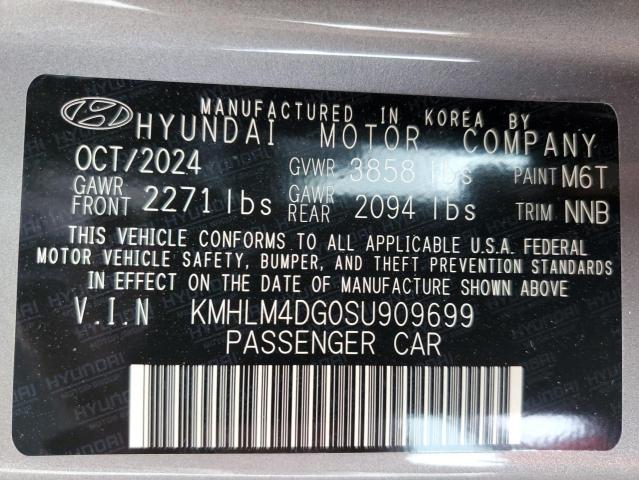 MANUFACTURED IN KOREA BY
HYUNDAI MOTOR COMPANY
OCT/2024 GVWR 3858 lbs PAINT M6T
GAWR FRONT 2271 lbs GAWR REAR 2094 lbs TRIM NNB
THIS VEHICLE CONFORMS TO ALL APPLICABLE U.S.A. FEDERAL
MOTOR VEHICLE SAFETY, BUMPER, AND THEFT PREVENTION STANDARDS
IN EFFECT ON THE DATE OF MANUFACTURE SHOWN ABOVE
V.I.N KMHLM4DG0SU909699
PASSENGER CAR